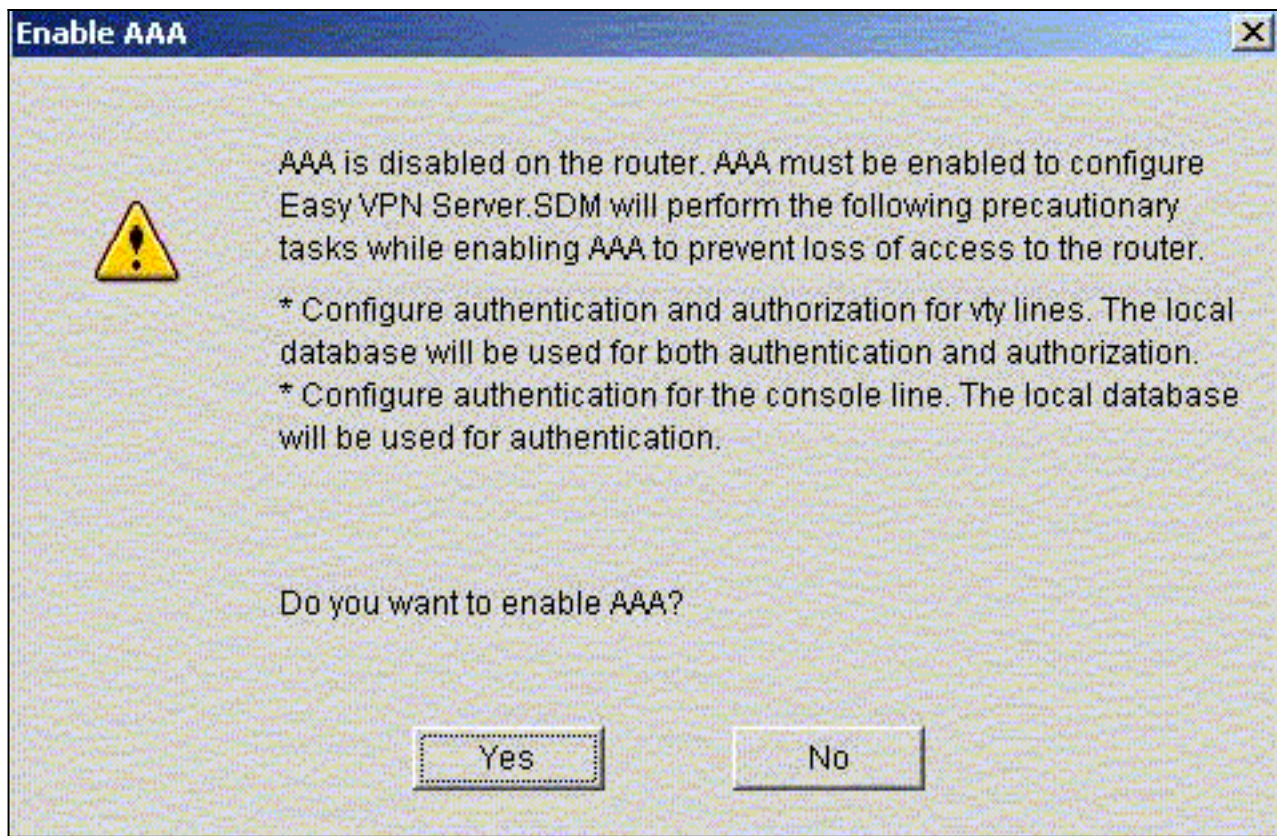 Enable AAA
AAA is disabled on the router. AAA must be enabled to configure
Easy VPN Server.SDM will perform the following precautionary
tasks while enabling AAA to prevent loss of access to the router.
* Configure authentication and authorization for vty lines. The local
database will be used for both authentication and authorization.
* Configure authentication for the console line. The local database
will be used for authentication.
Do you want to enable AAA?
Yes
No